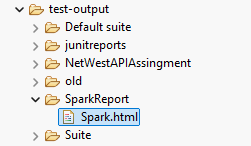 test-output
Default suite
junitreports
NetWestAPIAssingment
old
SparkReport
Spark.html
Suite